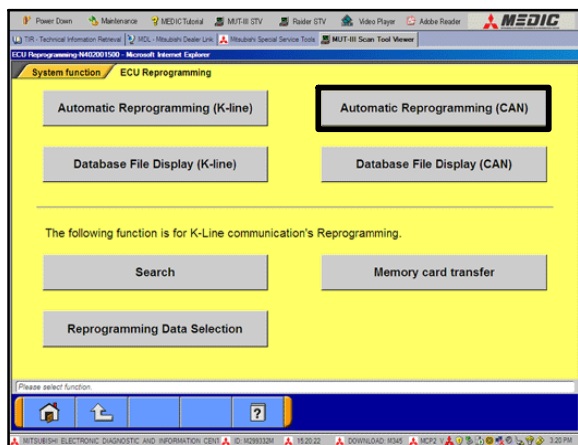 Power Down Maintenance MEDIC Tutorial MUT-III STV Raider STV Video Player Adobe Reader MEDIC
TIR - Technical Information Retrieval MDL - Mitsubishi Dealer Link Mitsubishi Special Service Tools MUT-III Scan Tool Viewer
ECU Reprogramming-N402001500 - Microsoft Internet Explorer
System function ECU Reprogramming
Automatic Reprogramming (K-line) Automatic Reprogramming (CAN)
Database File Display (K-line) Database File Display (CAN)
The following function is for K-Line communication's Reprogramming.
Search Memory card transfer
Reprogramming Data Selection
Please select function.
?
MITSUBISHI ELECTRONIC DIAGNOSTIC AND INFORMATION CENT ID: M299332M 15:20:22 DOWNLOAD: M345 MCP2 3:20 PM